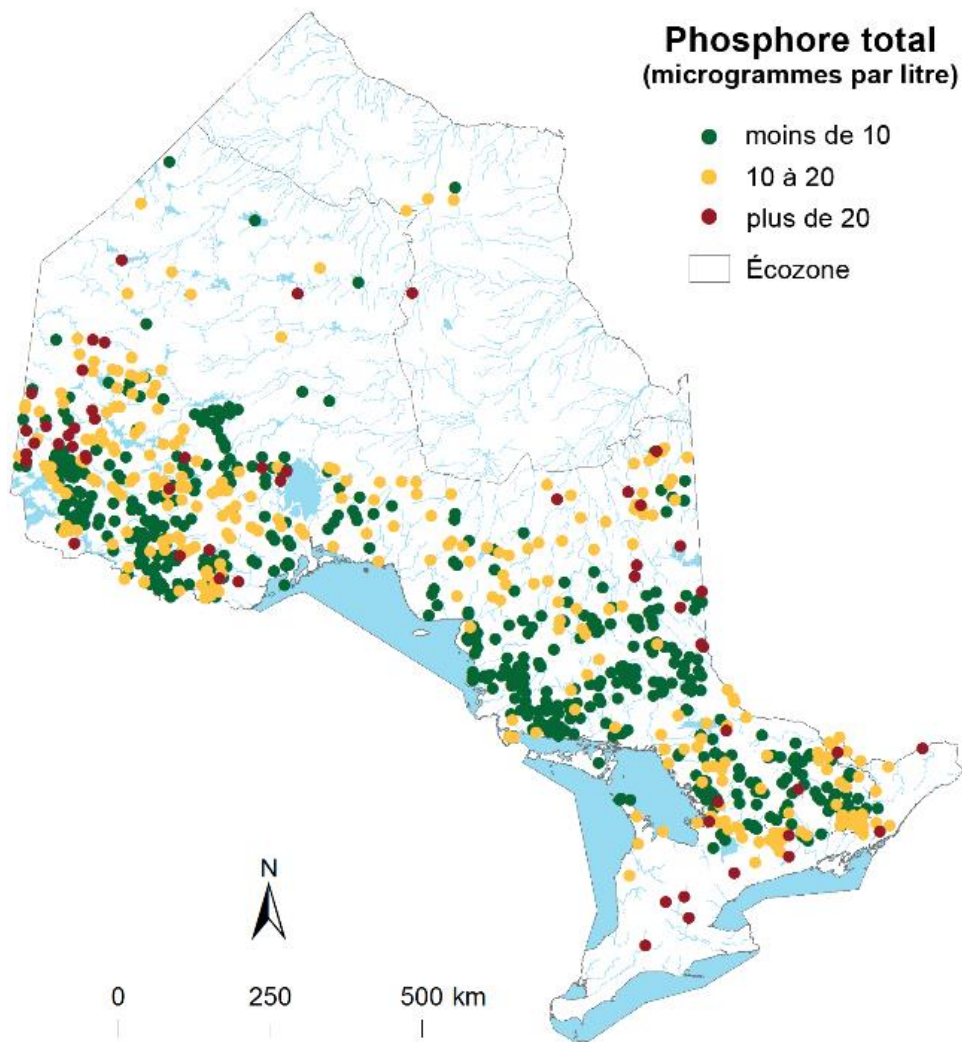 Phosphore total
(microgrammes par litre)
moins de 10
10 à 20
plus de 20
Écozone
N
0 250 500 km